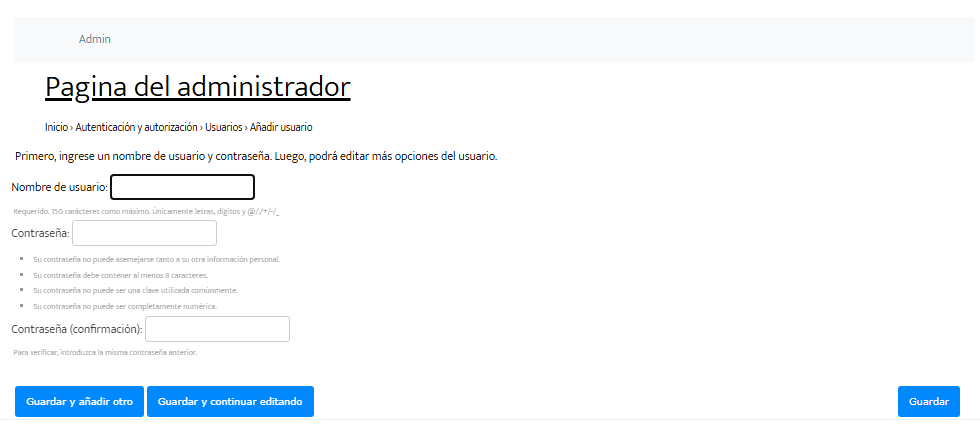 Admin
Pagina del administrador
Inicio › Autenticación y autorización › Usuarios › Añadir usuario
Primero, ingrese un nombre de usuario y contraseña. Luego, podrá editar más opciones del usuario.
Nombre de usuario:
Requerido. 150 carácteres como máximo. Únicamente letras, dígitos y @/./+/-/_
Contraseña:
Su contraseña no puede asemejarse tanto a su otra información personal.
Su contraseña debe contener al menos 8 caracteres.
Su contraseña no puede ser una clave utilizada comúnmente.
Su contraseña no puede ser completamente numérica.
Contraseña (confirmación):
Para verificar, introduzca la misma contraseña anterior.
Guardar y añadir otro Guardar y continuar editando Guardar